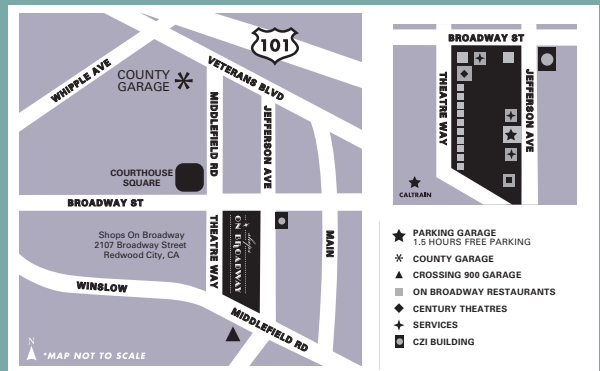 101
WHIPPLE AVE
COUNTY
GARAGE
VETERANS BLVD
MIDDLEFIELD RD
JEFFERSON AVE
COURTHOUSE
SQUARE
BROADWAY ST
Shops On Broadway
2107 Broadway Street
Redwood City, CA
THEATRE WAY
shops
ON BROADWAY
MAIN
WINSLOW
MIDDLEFIELD RD
N
*MAP NOT TO SCALE
BROADWAY ST
THEATRE WAY
JEFFERSON AVE
CALTRAIN
PARKING GARAGE
1.5 HOURS FREE PARKING
COUNTY GARAGE
CROSSING 900 GARAGE
ON BROADWAY RESTAURANTS
CENTURY THEATRES
SERVICES
CZI BUILDING